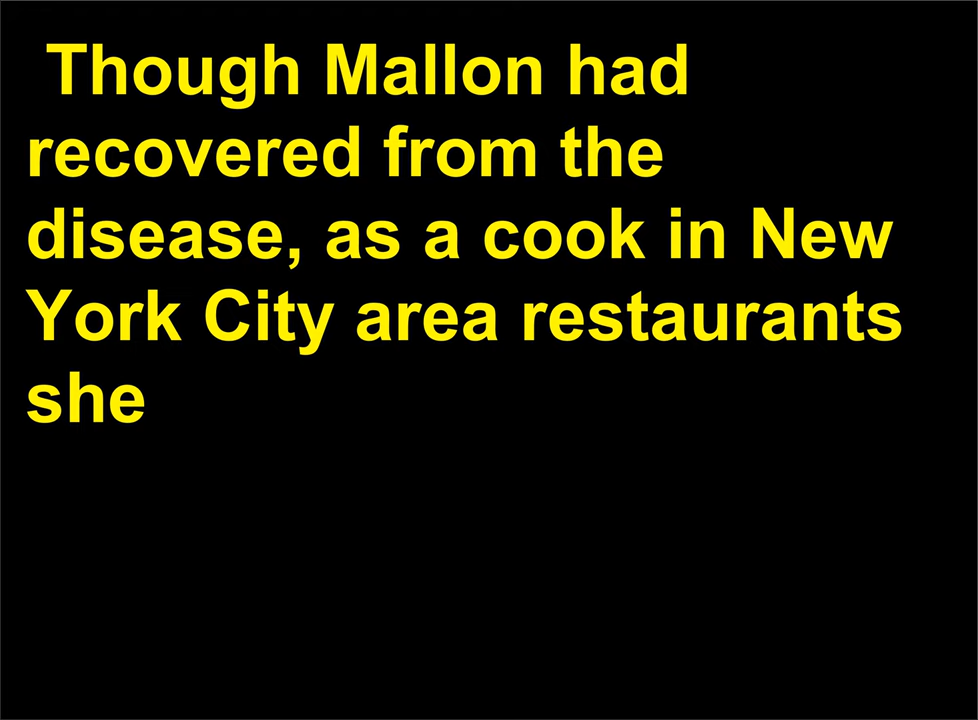 Though Mallon had
recovered from the
disease, as a cook in New
York City area restaurants
she